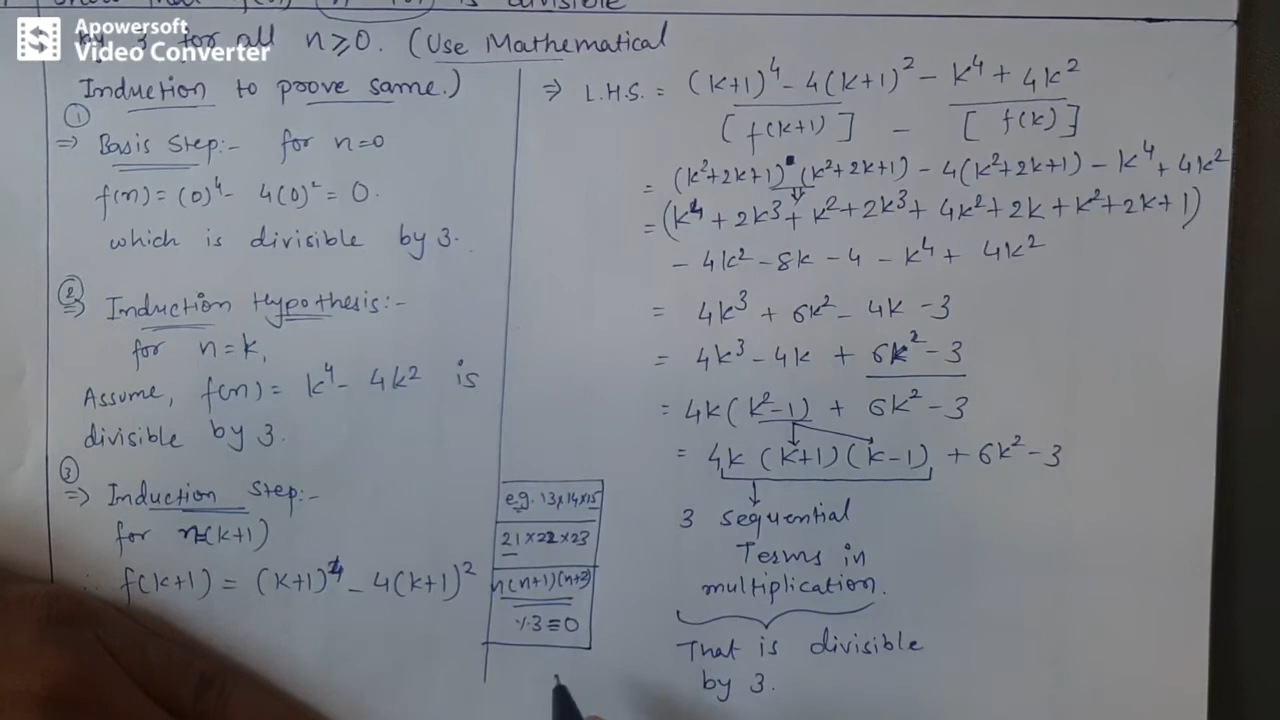 Apowersoft
Video Converter
is divisible
by 3 for all n ≥ 0. (Use Mathematical
Induction to prove same.)
①
⇒ Basis Step:- for n=0
f(n) = (0)⁴ - 4(0)² = 0.
which is divisible by 3.
②
⇒ Induction Hypothesis:-
for n = k,
Assume, f(n) = k⁴ - 4k² is
divisible by 3.
③
⇒ Induction Step:-
for n=(k+1)
∴ f(k+1) = (k+1)⁴ - 4(k+1)²
e.g. 13×14×15
21×22×23
n(n+1)(n+2)
%3 ≡ 0
⇒ L.H.S. = (k+1)⁴ - 4(k+1)² - k⁴ + 4k²
[f(k+1)] - [f(k)]
= (k²+2k+1) (k²+2k+1) - 4(k²+2k+1) - k⁴ + 4k²
= (k⁴ + 2k³ + k² + 2k³ + 4k² + 2k + k² + 2k + 1)
- 4k² - 8k - 4 - k⁴ + 4k²
= 4k³ + 6k² - 4k - 3
= 4k³ - 4k + 6k² - 3
= 4k(k²-1) + 6k² - 3
= 4k (k+1)(k-1) + 6k² - 3
3 sequential
Terms in
multiplication.
That is divisible
by 3.